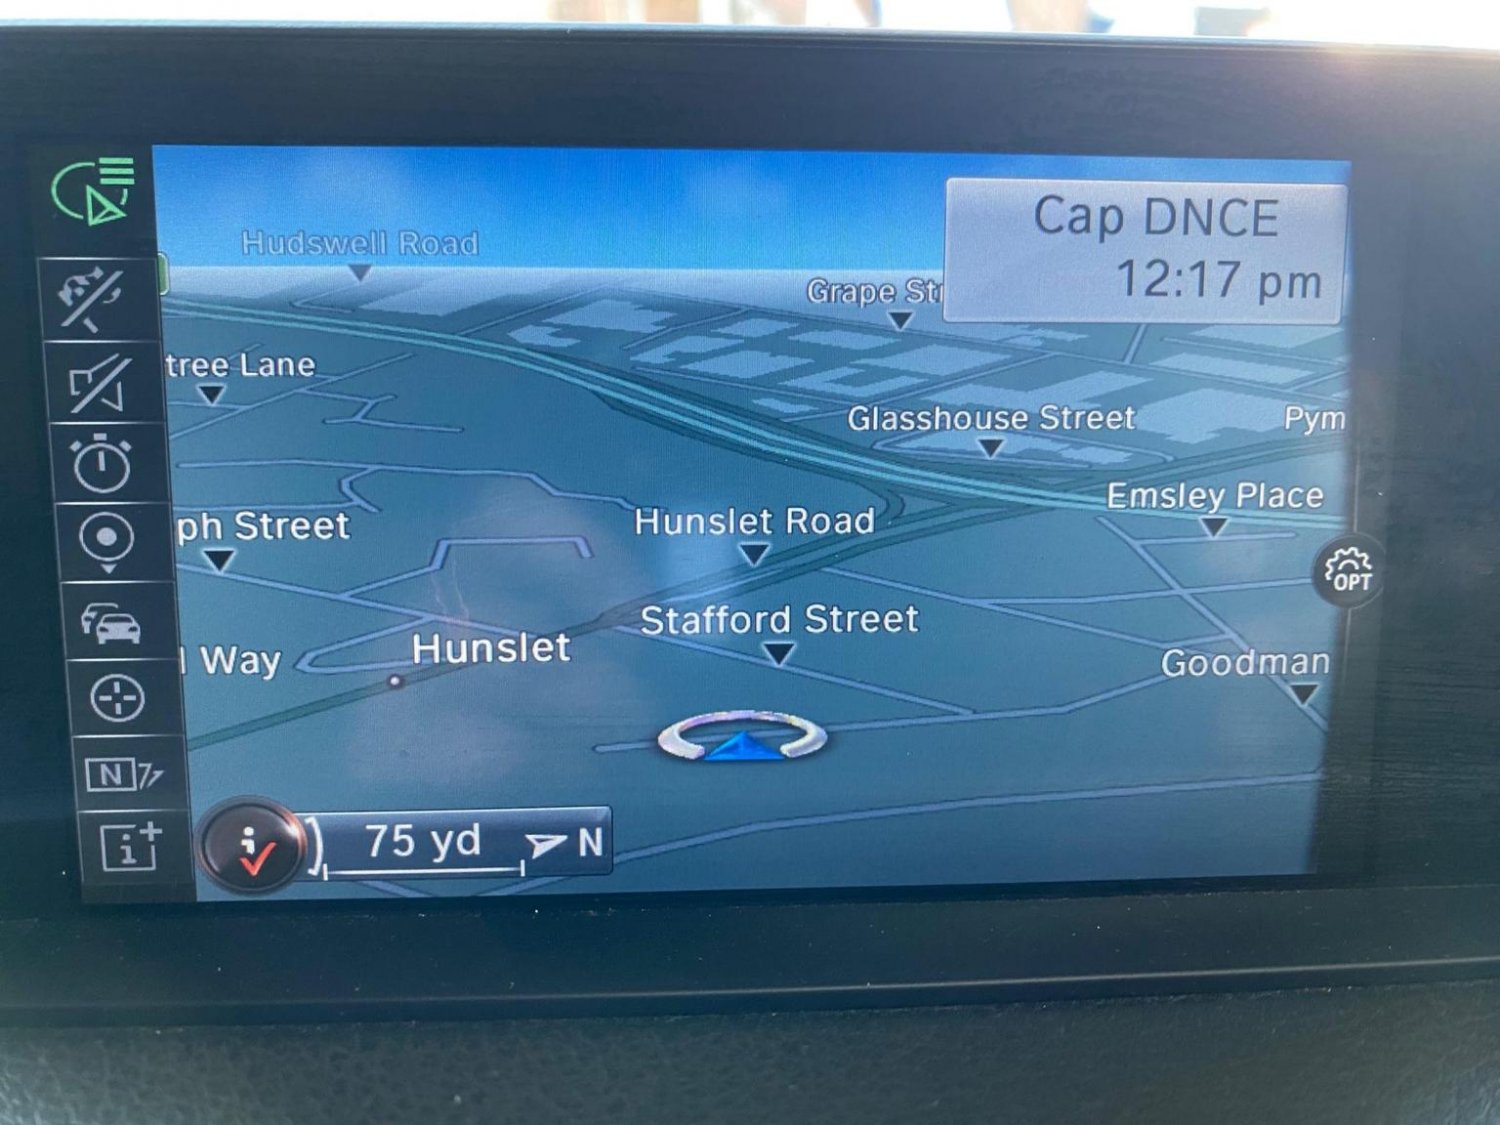 Cap DNCE
12:17 pm
Hudswell Road
Grape Str
tree Lane
Glasshouse Street
Pym
Emsley Place
ph Street
Hunslet Road
OPT
Stafford Street
Hunslet
l Way
Goodman
N
i
75 yd
N
i+